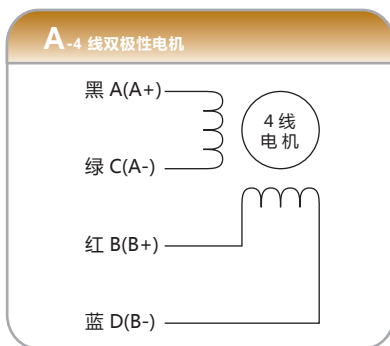 A-4 线双极性电机
黑 A(A+)
4 线
电 机
绿 C(A-)
红 B(B+)
蓝 D(B-)